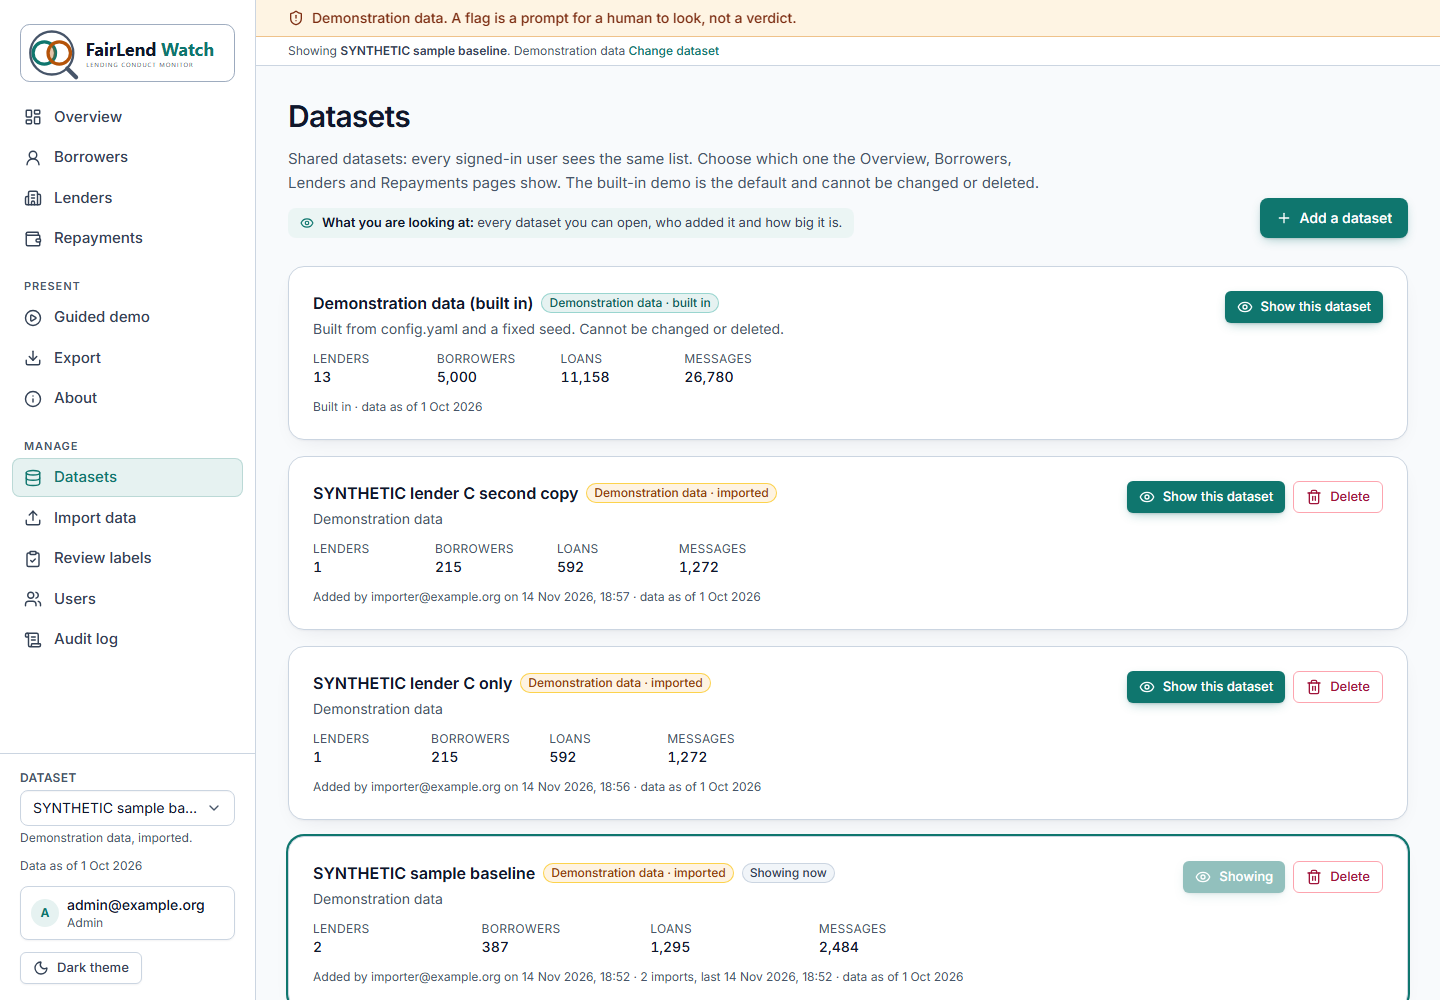 FairLend Watch
LENDING CONDUCT MONITOR
Overview
Borrowers
Lenders
Repayments
PRESENT
Guided demo
Export
About
MANAGE
Datasets
Import data
Review labels
Users
Audit log
DATASET
SYNTHETIC sample ba...
Demonstration data, imported.
Data as of 1 Oct 2026
A
admin@example.org
Admin
Dark theme
Demonstration data. A flag is a prompt for a human to look, not a verdict.
Showing SYNTHETIC sample baseline. Demonstration data Change dataset
Datasets
Shared datasets: every signed-in user sees the same list. Choose which one the Overview, Borrowers,
Lenders and Repayments pages show. The built-in demo is the default and cannot be changed or deleted.
What you are looking at: every dataset you can open, who added it and how big it is.
Add a dataset
Demonstration data (built in) Demonstration data · built in
Show this dataset
Built from config.yaml and a fixed seed. Cannot be changed or deleted.
LENDERS BORROWERS LOANS MESSAGES
13 5,000 11,158 26,780
Built in · data as of 1 Oct 2026
SYNTHETIC lender C second copy Demonstration data · imported
Show this dataset Delete
Demonstration data
LENDERS BORROWERS LOANS MESSAGES
1 215 592 1,272
Added by importer@example.org on 14 Nov 2026, 18:57 · data as of 1 Oct 2026
SYNTHETIC lender C only Demonstration data · imported
Show this dataset Delete
Demonstration data
LENDERS BORROWERS LOANS MESSAGES
1 215 592 1,272
Added by importer@example.org on 14 Nov 2026, 18:56 · data as of 1 Oct 2026
SYNTHETIC sample baseline Demonstration data · imported Showing now
Showing Delete
Demonstration data
LENDERS BORROWERS LOANS MESSAGES
2 387 1,295 2,484
Added by importer@example.org on 14 Nov 2026, 18:52 · 2 imports, last 14 Nov 2026, 18:52 · data as of 1 Oct 2026